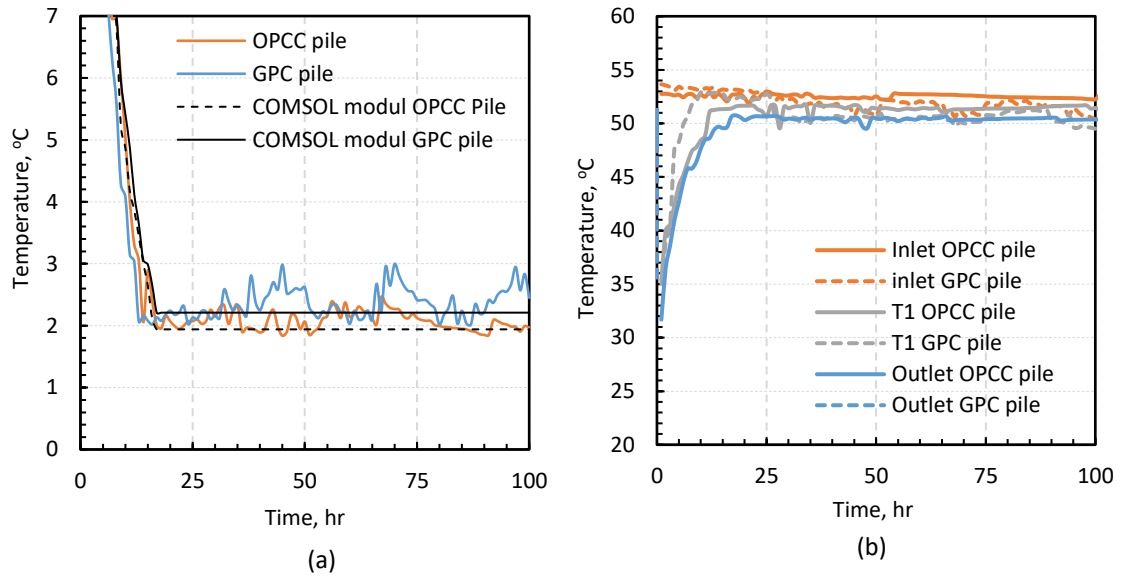 7
6
5
4
3
2
1
0
Temperature, ºC
OPCC pile
GPC pile
COMSOL modul OPCC Pile
COMSOL modul GPC pile
0 25 50 75 100
Time, hr
(a)
60
55
50
45
40
35
30
25
20
Temperature, ºC
Inlet OPCC pile
inlet GPC pile
T1 OPCC pile
T1 GPC pile
Outlet OPCC pile
Outlet GPC pile
0 25 50 75 100
Time, hr
(b)